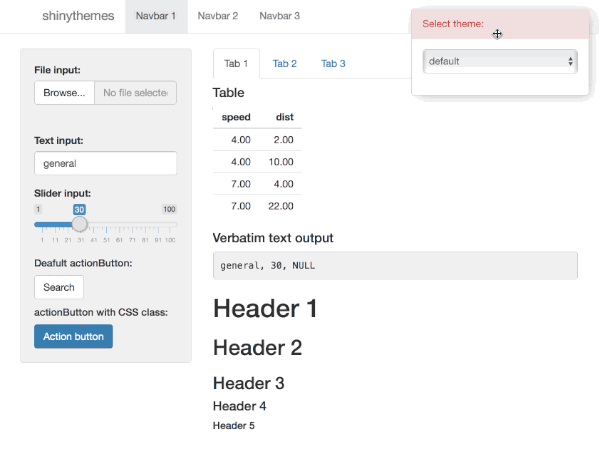 shinythemes Navbar 1 Navbar 2 Navbar 3
Select theme:
default
File input:
Browse... No file selected
Text input:
general
Slider input:
1 30 100
1 11 21 31 41 51 61 71 81 91 100
Deafult actionButton:
Search
actionButton with CSS class:
Action button
Tab 1 Tab 2 Tab 3
Table
speed dist
4.00 2.00
4.00 10.00
7.00 4.00
7.00 22.00
Verbatim text output
general, 30, NULL
Header 1
Header 2
Header 3
Header 4
Header 5